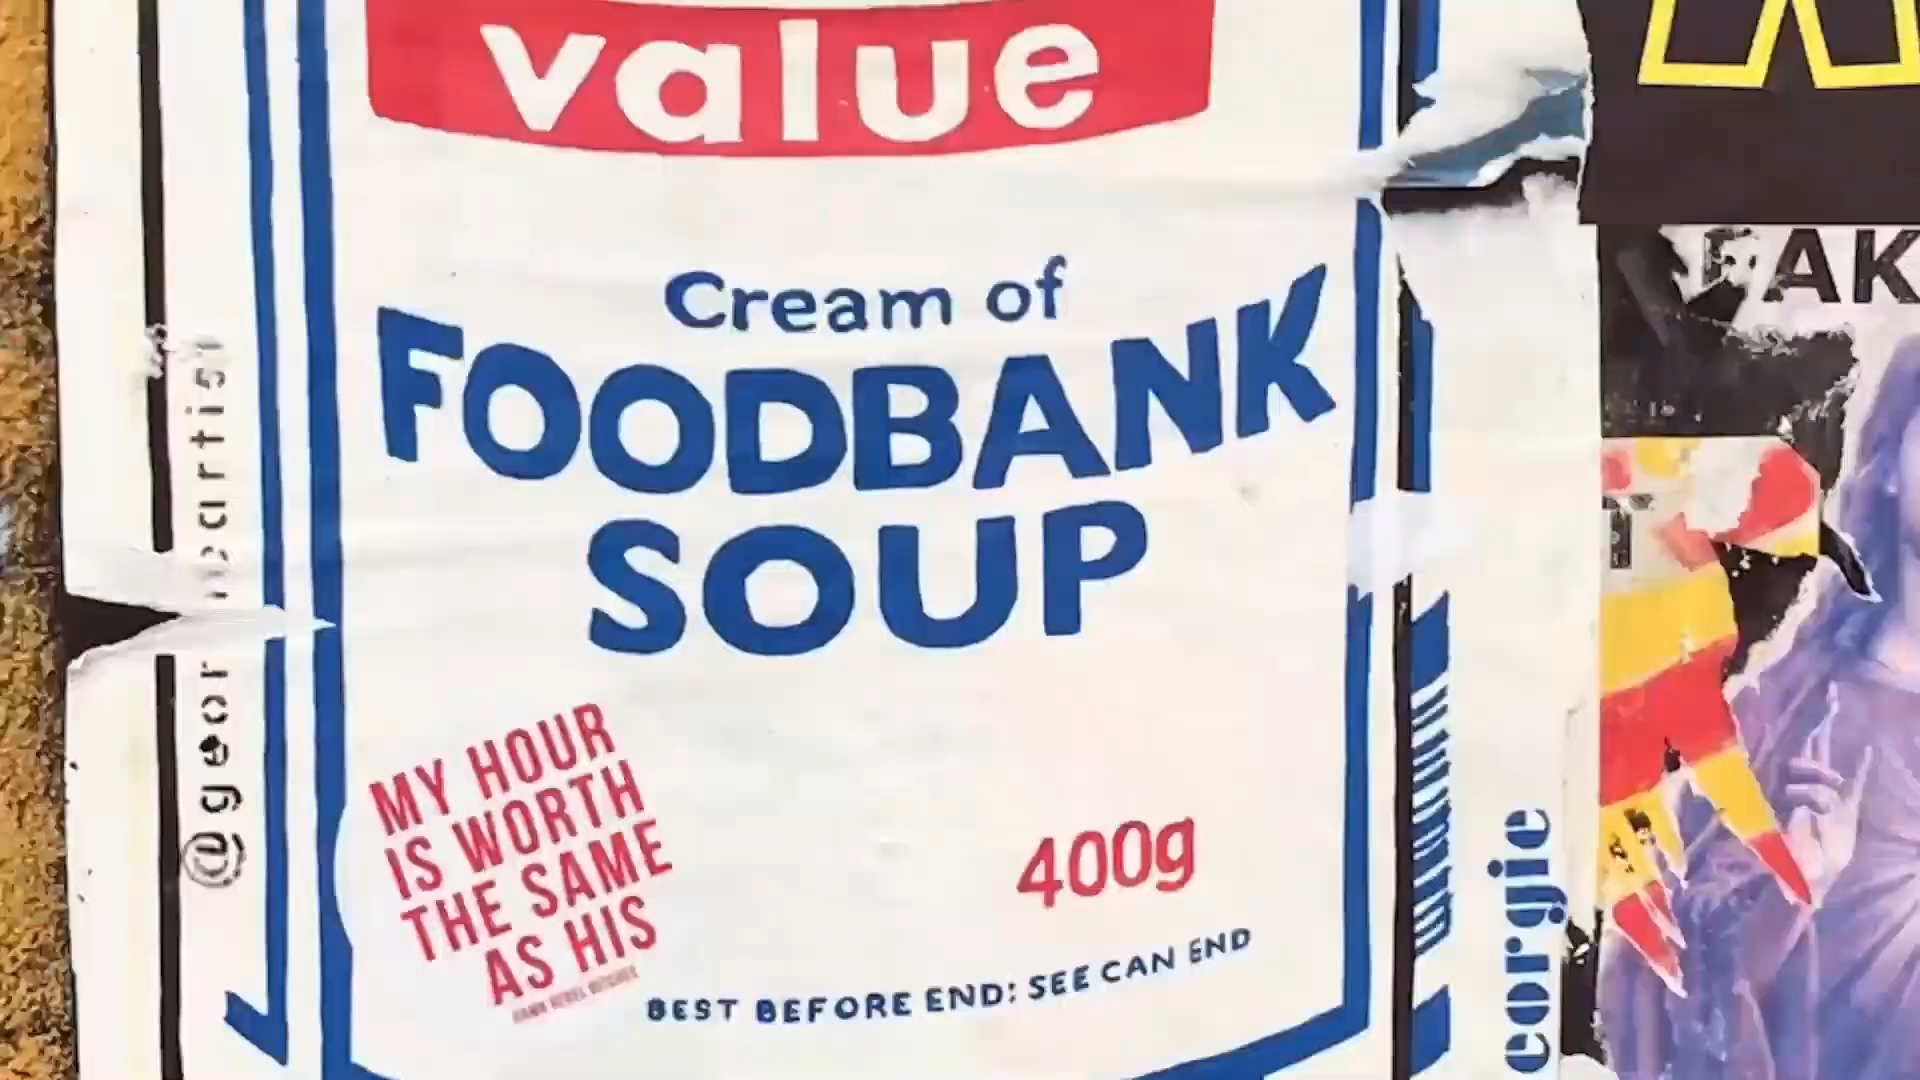 value
Cream of
FOODBANK
SOUP
MY HOUR
IS WORTH
THE SAME
AS HIS
400g
BEST BEFORE END: SEE CAN END
eorgie
AK